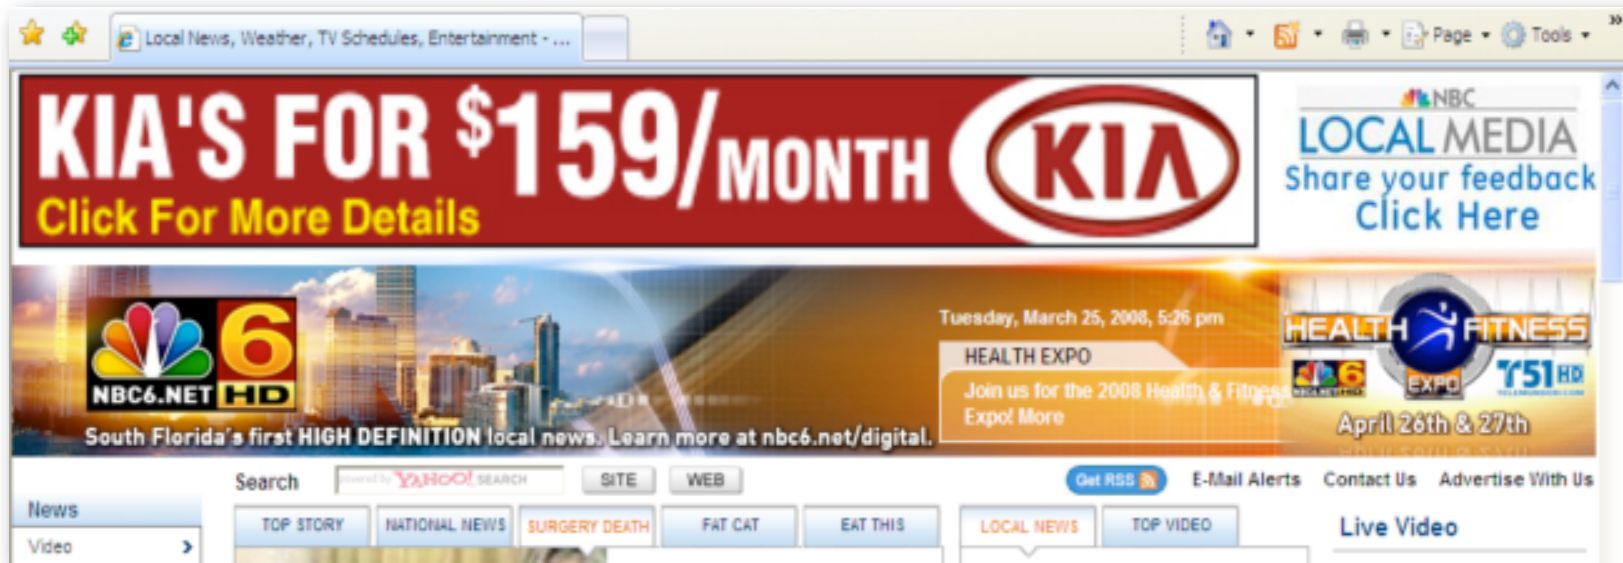 Local News, Weather, TV Schedules, Entertainment - ...
Page
Tools
KIA'S FOR $159/MONTH
Click For More Details
KIA
NBC
LOCAL MEDIA
Share your feedback
Click Here
6
NBC6.NET HD
South Florida's first HIGH DEFINITION local news. Learn more at nbc6.net/digital.
Tuesday, March 25, 2008, 5:26 pm
HEALTH EXPO
Join us for the 2008 Health & Fitness
Expo! More
HEALTH FITNESS
EXPO
6
T51 HD
April 26th & 27th
Search
powered by YAHOO! SEARCH
SITE
WEB
Get RSS
E-Mail Alerts
Contact Us
Advertise With Us
News
Video
TOP STORY
NATIONAL NEWS
SURGERY DEATH
FAT CAT
EAT THIS
LOCAL NEWS
TOP VIDEO
Live Video